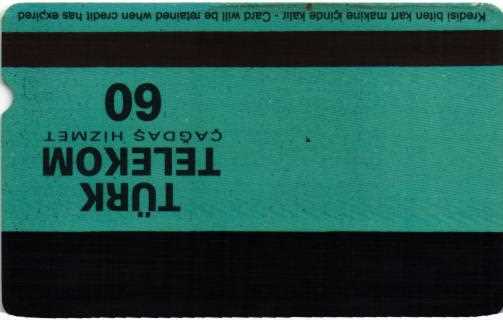 TÜRK
TELEKOM
ÇAĞDAŞ HİZMET
60
Kredisi biten kart makine içinde kalır - Card will be retained when credit has expired